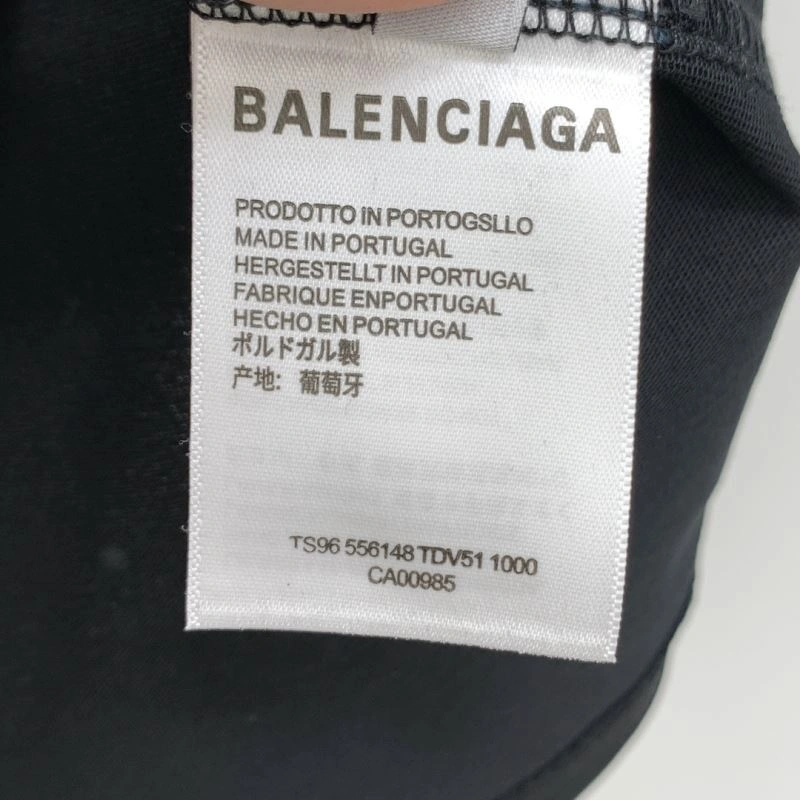 BALENCIAGA
PRODOTTO IN PORTOGSLLO
MADE IN PORTUGAL
HERGESTELLT IN PORTUGAL
FABRIQUE ENPORTUGAL
HECHO EN PORTUGAL
ポルドガル製
产地: 葡萄牙
TS96 556148 TDV51 1000
CA00985